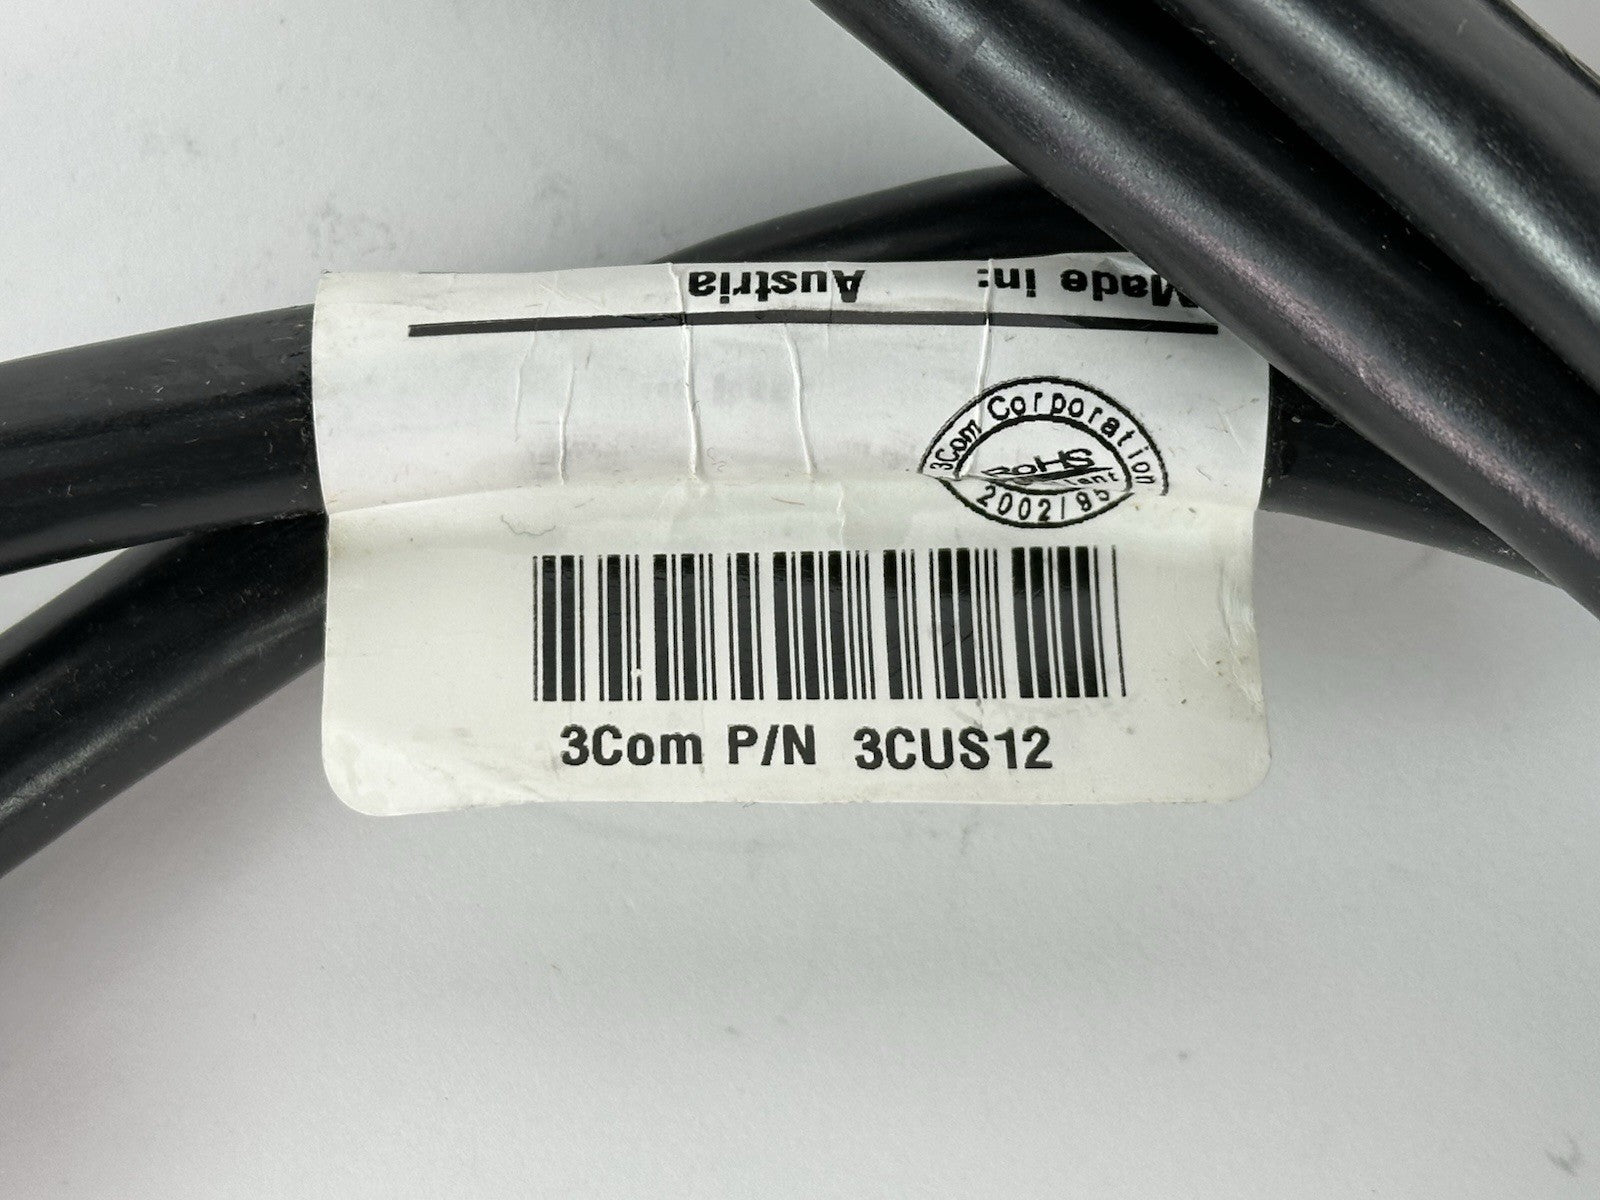 Made in: Austria
3Com Corporation
RoHS
2002/95
3Com P/N 3CUS12